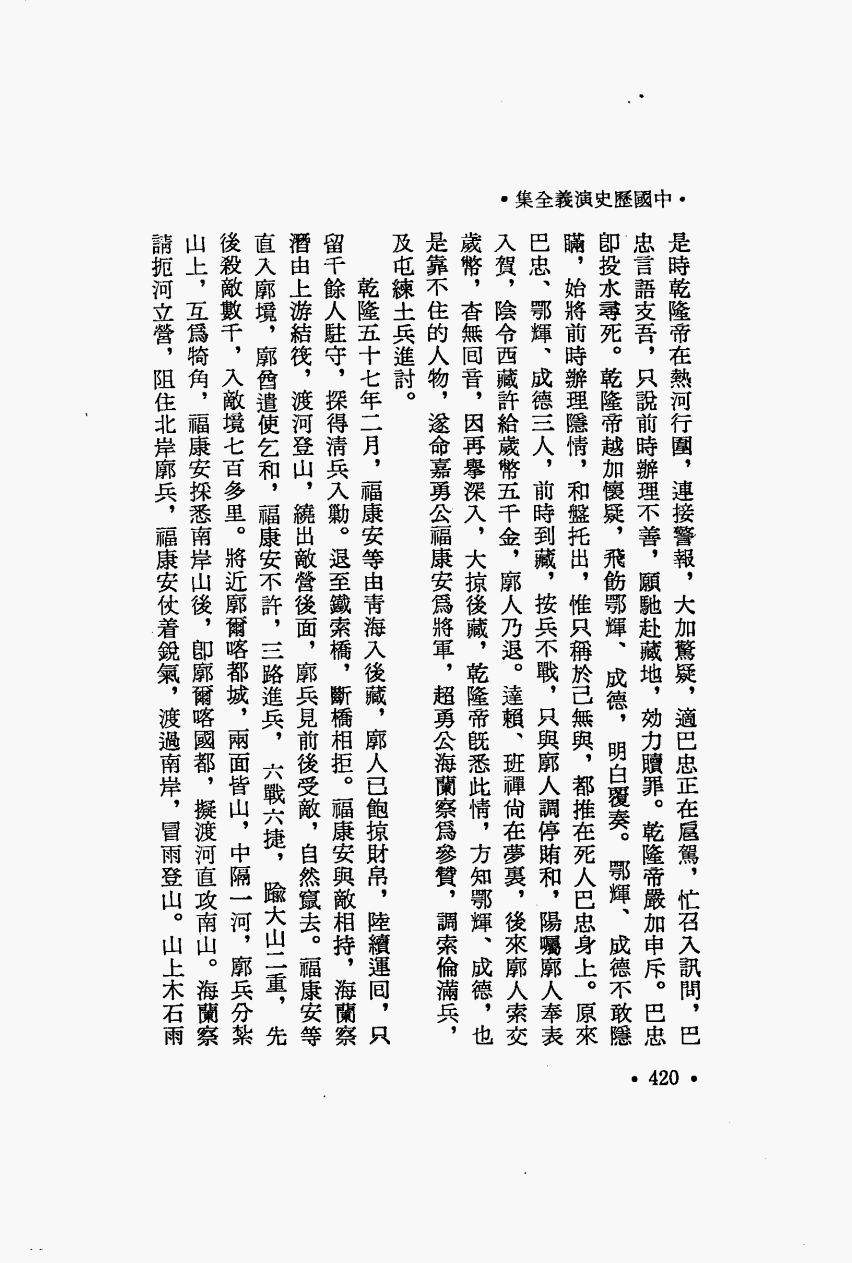 •中國歷史演義全集•
是時乾隆帝在熱河行圍，連接警報，大加驚疑，適巴忠正在扈駕，忙召入訊問，巴
忠言語支吾，只說前時辦理不善，願馳赴藏地，効力贖罪。乾隆帝嚴加申斥。巴忠
卽投水尋死。乾隆帝越加懷疑，飛飭鄂輝、成德，明白覆奏。鄂輝、成德不敢隱
瞞，始將前時辦理隱情，和盤托出，惟只稱於己無與，都推在死人巴忠身上。原來
巴忠、鄂輝、成德三人，前時到藏，按兵不戰，只與廓人調停賄和，陽囑廓人奉表
入賀，陰令西藏許給歲幣五千金，廓人乃退。達賴、班禪尙在夢裏，後來廓人索交
歲幣，杳無回音，因再擧深入，大掠後藏，乾隆帝旣悉此情，方知鄂輝、成德，也
是靠不住的人物，遂命嘉勇公福康安爲將軍，超勇公海蘭察爲參贊，調索倫滿兵，
及屯練土兵進討。
乾隆五十七年二月，福康安等由靑海入後藏，廓人已飽掠財帛，陸續運回，只
留千餘人駐守，探得淸兵入勦。退至鐵索橋，斷橋相拒。福康安與敵相持，海蘭察
潛由上游結筏，渡河登山，繞出敵營後面，廓兵見前後受敵，自然竄去。福康安等
直入廓境，廓酋遣使乞和，福康安不許，三路進兵，六戰六捷，踰大山二重，先
後殺敵數千，入敵境七百多里。將近廓爾喀都城，兩面皆山，中隔一河，廓兵分紮
山上，互爲犄角，福康安採悉南岸山後，卽廓爾喀國都，擬渡河直攻南山。海蘭察
請扼河立營，阻住北岸廓兵，福康安仗着銳氣，渡過南岸，冒雨登山。山上木石雨
•420•